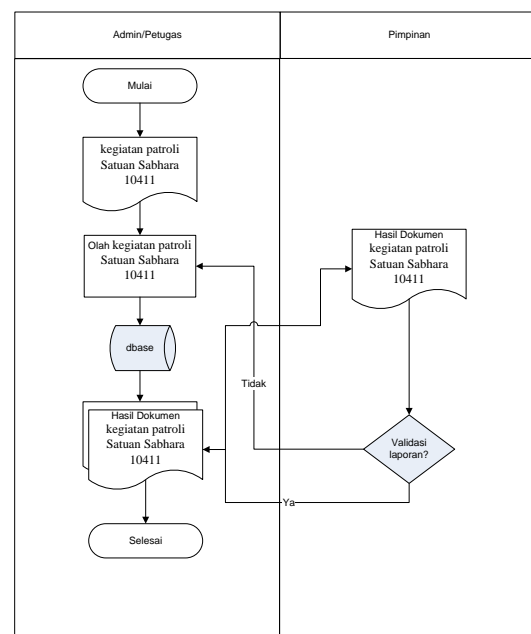 Admin/Petugas
Pimpinan
Mulai
kegiatan patroli
Satuan Sabhara
10411
Olah kegiatan patroli
Satuan Sabhara
10411
dbase
Hasil Dokumen
kegiatan patroli
Satuan Sabhara
10411
Selesai
Hasil Dokumen
kegiatan patroli
Satuan Sabhara
10411
Tidak
Validasi
laporan?
Ya